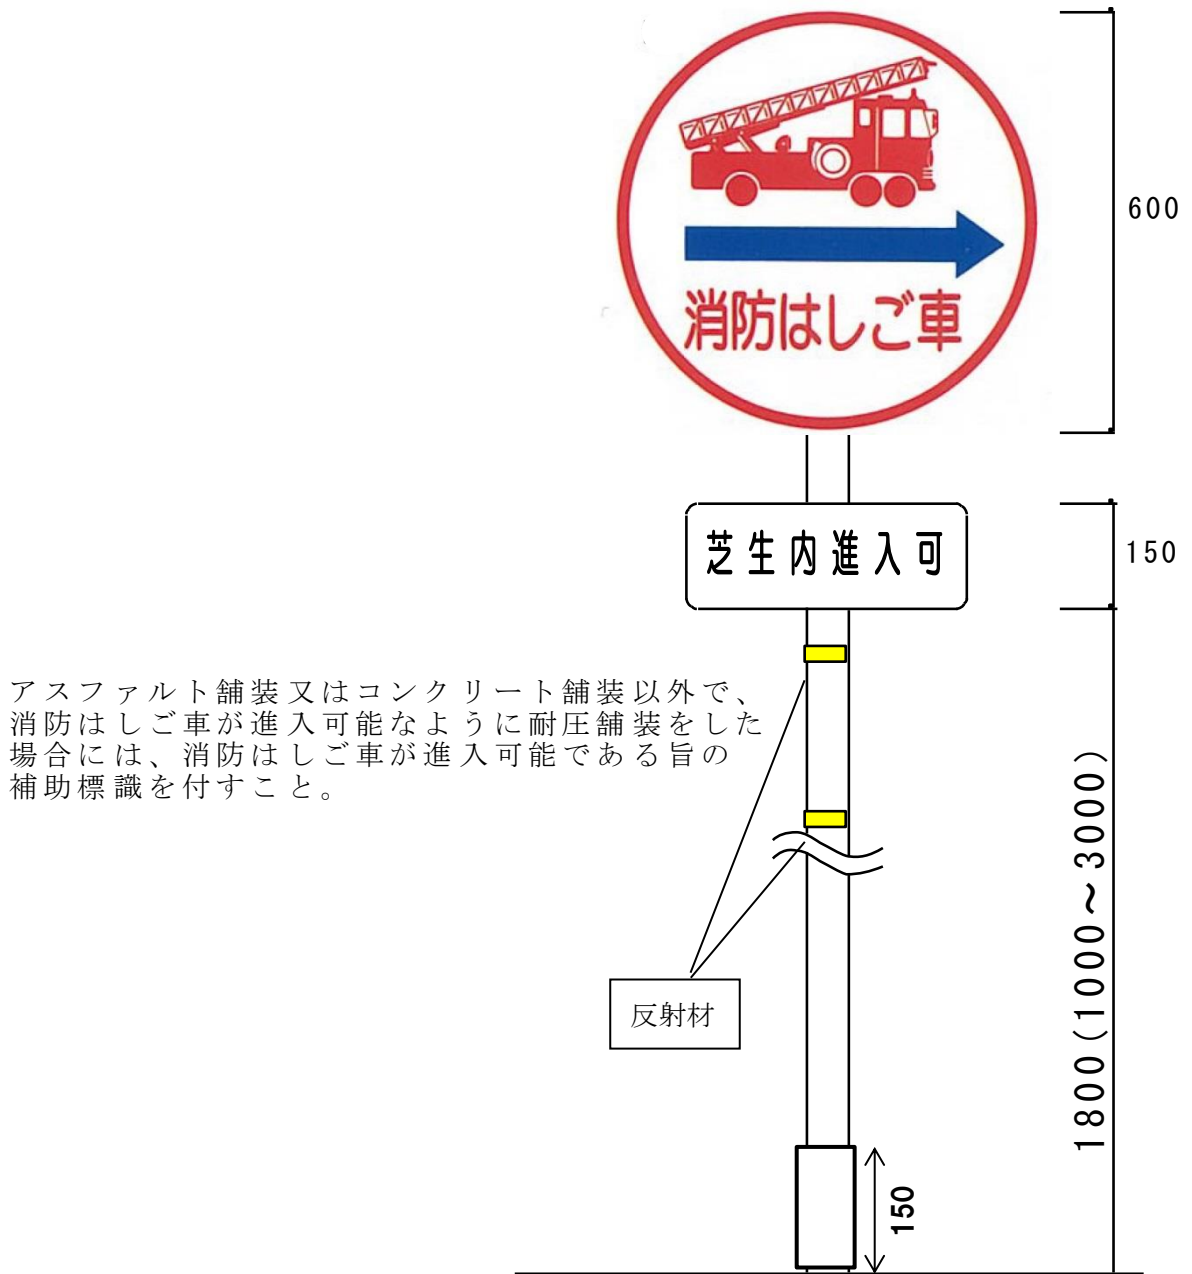 消防はしご車
600
芝生内進入可
150
アスファルト舗装又はコンクリート舗装以外で、
消防はしご車が進入可能なように耐圧舗装をした
場合には、消防はしご車が進入可能である旨の
補助標識を付すこと。
1800(1000~3000)
反射材
150